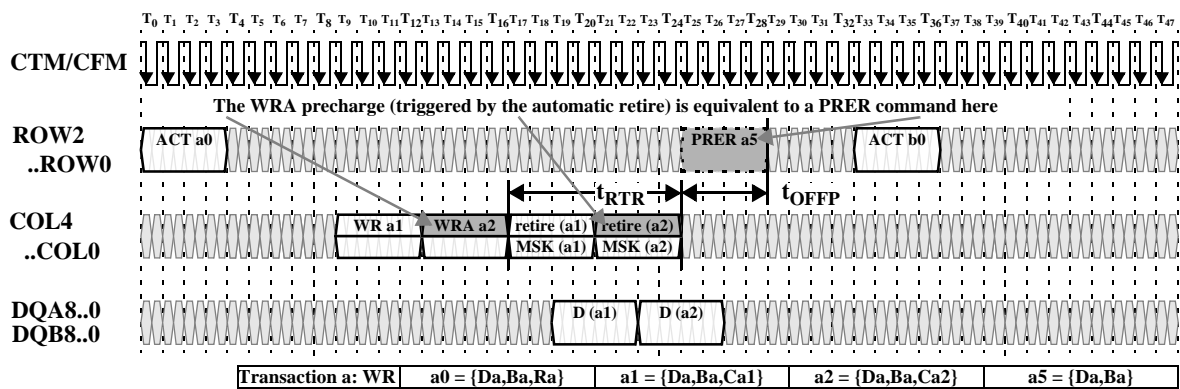 T0 T1 T2 T3 T4 T5 T6 T7 T8 T9 T10 T11 T12 T13 T14 T15 T16 T17 T18 T19 T20 T21 T22 T23 T24 T25 T26 T27 T28 T29 T30 T31 T32 T33 T34 T35 T36 T37 T38 T39 T40 T41 T42 T43 T44 T45 T46 T47
CTM/CFM
The WRA precharge (triggered by the automatic retire) is equivalent to a PRER command here
ROW2
..ROW0
ACT a0
PRER a5
ACT b0
tRTR
tOFFP
COL4
..COL0
WR a1
WRA a2
retire (a1)
retire (a2)
MSK (a1)
MSK (a2)
DQA8..0
DQB8..0
D (a1)
D (a2)
Transaction a: WR
a0 = {Da,Ba,Ra}
a1 = {Da,Ba,Ca1}
a2 = {Da,Ba,Ca2}
a5 = {Da,Ba}